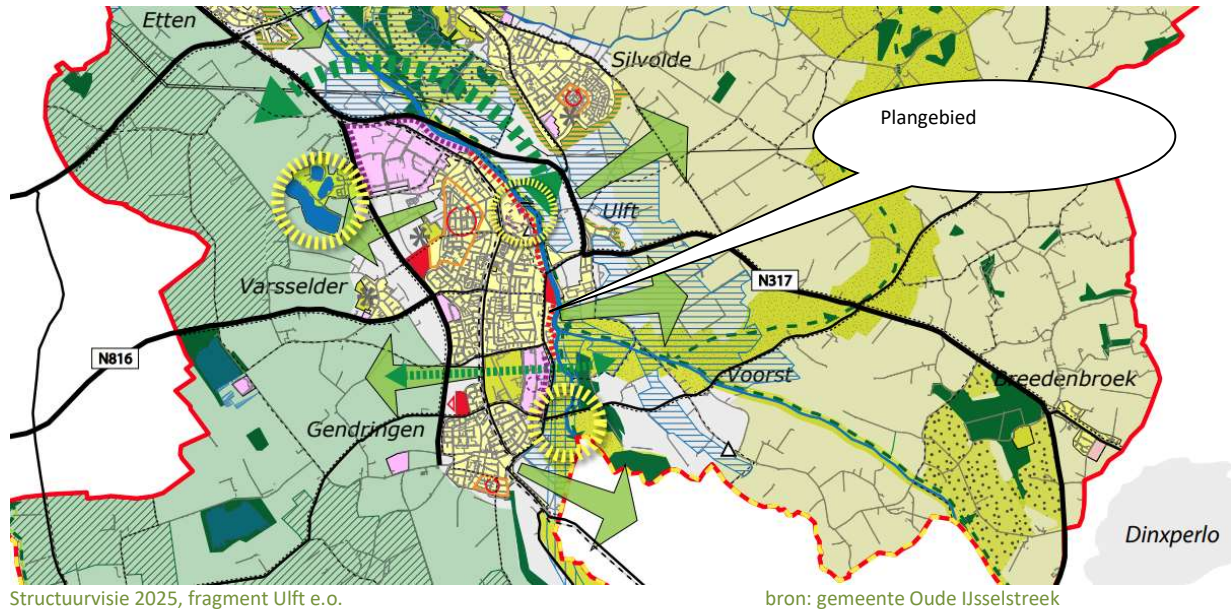 Etten
Silvolde
Plangebied
Ulft
Varsselder
N317
N816
Voorst
Breedenbroek
Gendringen
Dinxperlo
Structuurvisie 2025, fragment Ulft e.o.
bron: gemeente Oude IJsselstreek